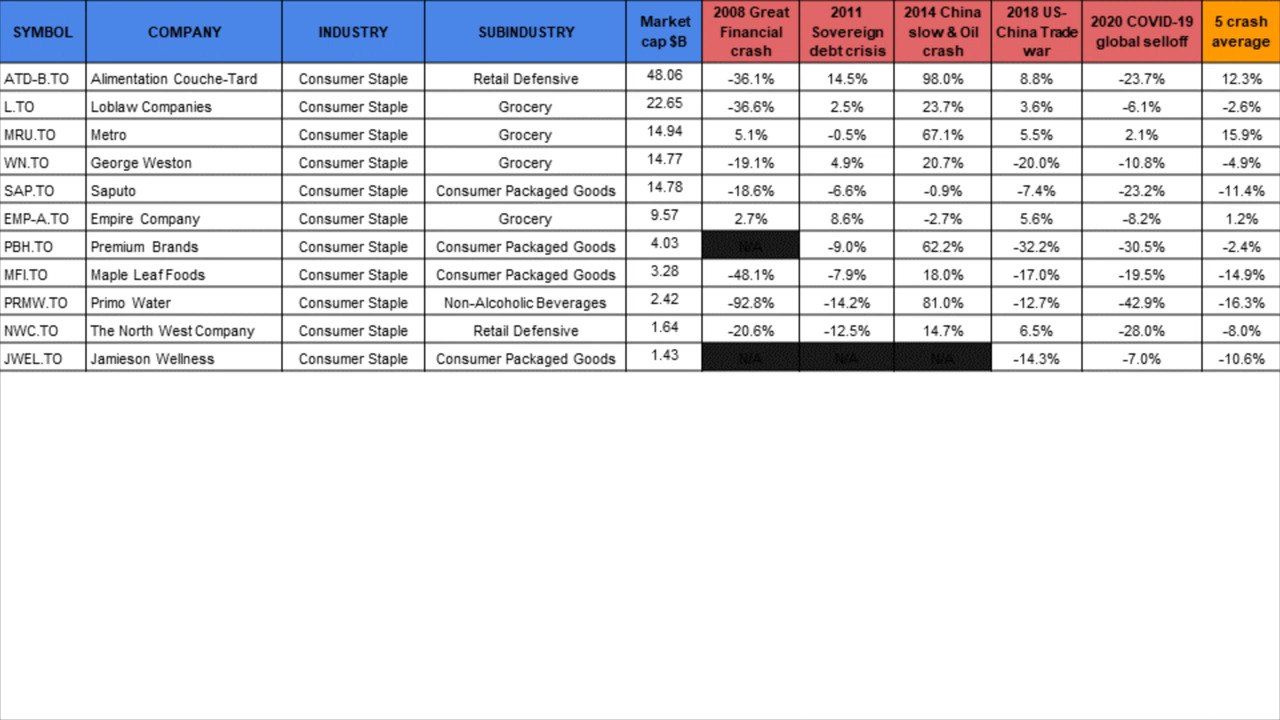 SYMBOL COMPANY INDUSTRY SUBINDUSTRY Market cap $B 2008 Great Financial crash 2011 Sovereign debt crisis 2014 China slow & Oil crash 2018 US-China Trade war 2020 COVID-19 global selloff 5 crash average
ATD-B.TO Alimentation Couche-Tard Consumer Staple Retail Defensive 48.06 -36.1% 14.5% 98.0% 8.8% -23.7% 12.3%
L.TO Loblaw Companies Consumer Staple Grocery 22.65 -36.6% 2.5% 23.7% 3.6% -6.1% -2.6%
MRU.TO Metro Consumer Staple Grocery 14.94 5.1% -0.5% 67.1% 5.5% 2.1% 15.9%
WN.TO George Weston Consumer Staple Grocery 14.77 -19.1% 4.9% 20.7% -20.0% -10.8% -4.9%
SAP.TO Saputo Consumer Staple Consumer Packaged Goods 14.78 -18.6% -6.6% -0.9% -7.4% -23.2% -11.4%
EMP-A.TO Empire Company Consumer Staple Grocery 9.57 2.7% 8.6% -2.7% 5.6% -8.2% 1.2%
PBH.TO Premium Brands Consumer Staple Consumer Packaged Goods 4.03 N/A -9.0% 62.2% -32.2% -30.5% -2.4%
MFI.TO Maple Leaf Foods Consumer Staple Consumer Packaged Goods 3.28 -48.1% -7.9% 18.0% -17.0% -19.5% -14.9%
PRMW.TO Primo Water Consumer Staple Non-Alcoholic Beverages 2.42 -92.8% -14.2% 81.0% -12.7% -42.9% -16.3%
NWC.TO The North West Company Consumer Staple Retail Defensive 1.64 -20.6% -12.5% 14.7% 6.5% -28.0% -8.0%
JWEL.TO Jamieson Wellness Consumer Staple Consumer Packaged Goods 1.43 N/A N/A N/A -14.3% -7.0% -10.6%